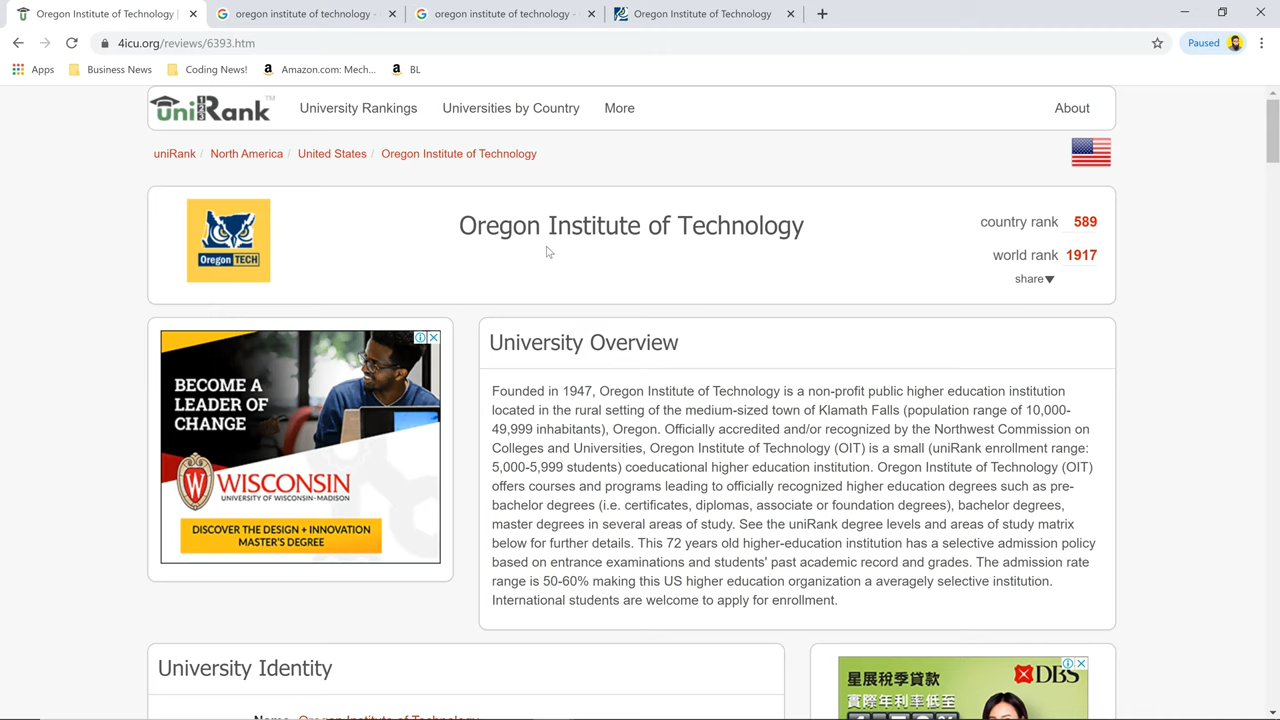 Oregon Institute of Technology |
oregon institute of technology -
oregon institute of technology -
Oregon Institute of Technology
4icu.org/reviews/6393.htm
Paused
Apps
Business News
Coding News!
Amazon.com: Mech...
BL
uniRank™
123
University Rankings
Universities by Country
More
About
uniRank / North America / United States / Oregon Institute of Technology
Oregon TECH
Oregon Institute of Technology
country rank 589
world rank 1917
share▼
BECOME A
LEADER OF
CHANGE
W
WISCONSIN
UNIVERSITY OF WISCONSIN-MADISON
DISCOVER THE DESIGN + INNOVATION
MASTER'S DEGREE
University Overview
Founded in 1947, Oregon Institute of Technology is a non-profit public higher education institution
located in the rural setting of the medium-sized town of Klamath Falls (population range of 10,000-
49,999 inhabitants), Oregon. Officially accredited and/or recognized by the Northwest Commission on
Colleges and Universities, Oregon Institute of Technology (OIT) is a small (uniRank enrollment range:
5,000-5,999 students) coeducational higher education institution. Oregon Institute of Technology (OIT)
offers courses and programs leading to officially recognized higher education degrees such as pre-
bachelor degrees (i.e. certificates, diplomas, associate or foundation degrees), bachelor degrees,
master degrees in several areas of study. See the uniRank degree levels and areas of study matrix
below for further details. This 72 years old higher-education institution has a selective admission policy
based on entrance examinations and students' past academic record and grades. The admission rate
range is 50-60% making this US higher education organization a averagely selective institution.
International students are welcome to apply for enrollment.
University Identity
Name Oregon Institute of Technology
DBS
星展稅季貸款
實際年利率低至